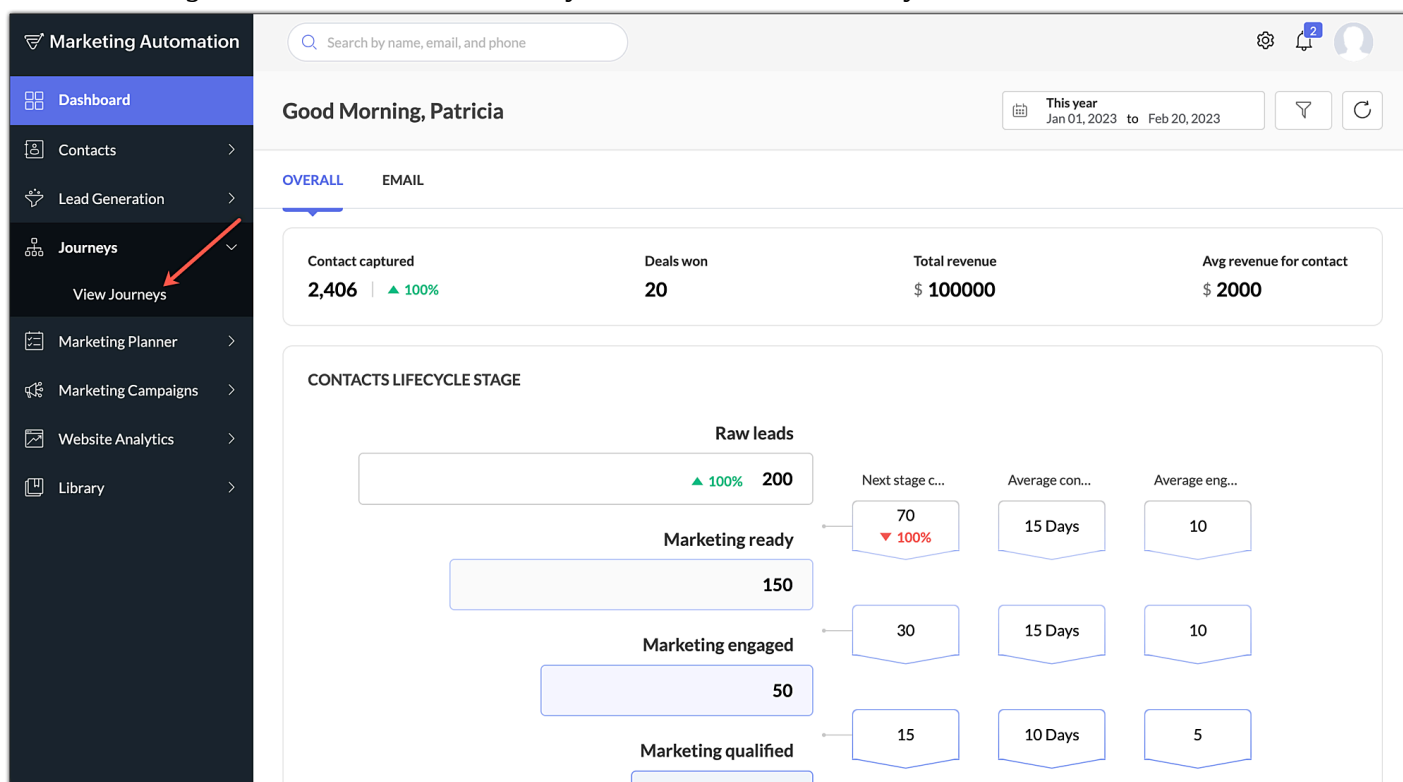 Marketing Automation
Search by name, email, and phone
2
Dashboard
Contacts
Lead Generation
Journeys
View Journeys
Marketing Planner
Marketing Campaigns
Website Analytics
Library
Good Morning, Patricia
This year
Jan 01, 2023 to Feb 20, 2023
OVERALL EMAIL
Contact captured Deals won Total revenue Avg revenue for contact
2,406 100% 20 $ 100000 $ 2000
CONTACTS LIFECYCLE STAGE
Raw leads
100% 200 Next stage c... Average con... Average eng...
70 15 Days 10
100%
Marketing ready
150
30 15 Days 10
Marketing engaged
50
15 10 Days 5
Marketing qualified